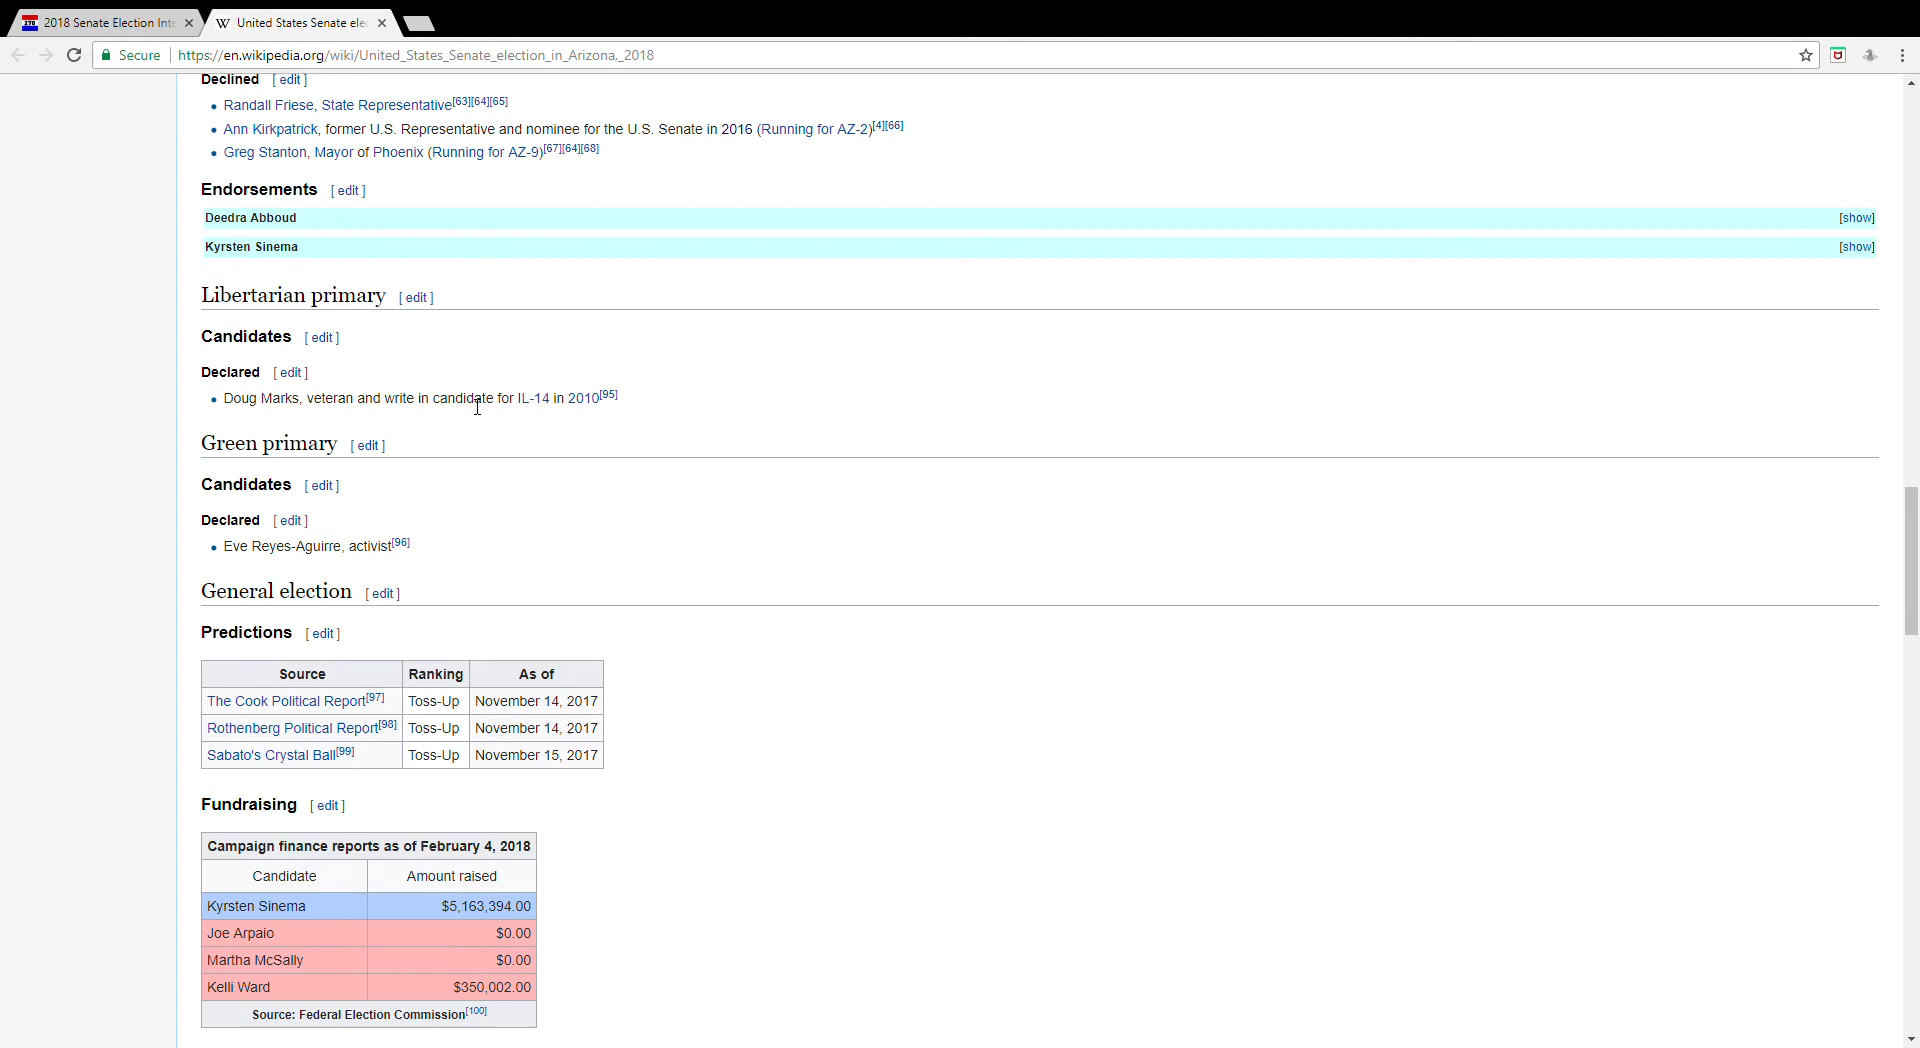 2018 Senate Election Inte
United States Senate ele
Secure https://en.wikipedia.org/wiki/United_States_Senate_election_in_Arizona,_2018
Declined [ edit ]
Randall Friese, State Representative[63][64][65]
Ann Kirkpatrick, former U.S. Representative and nominee for the U.S. Senate in 2016 (Running for AZ-2)[4][66]
Greg Stanton, Mayor of Phoenix (Running for AZ-9)[67][64][68]
Endorsements [ edit ]
Deedra Abboud [show]
Kyrsten Sinema [show]
Libertarian primary [ edit ]
Candidates [ edit ]
Declared [ edit ]
Doug Marks, veteran and write in candidate for IL-14 in 2010[95]
Green primary [ edit ]
Candidates [ edit ]
Declared [ edit ]
Eve Reyes-Aguirre, activist[96]
General election [ edit ]
Predictions [ edit ]
Source Ranking As of
The Cook Political Report[97] Toss-Up November 14, 2017
Rothenberg Political Report[98] Toss-Up November 14, 2017
Sabato's Crystal Ball[99] Toss-Up November 15, 2017
Fundraising [ edit ]
Campaign finance reports as of February 4, 2018
Candidate Amount raised
Kyrsten Sinema $5,163,394.00
Joe Arpaio $0.00
Martha McSally $0.00
Kelli Ward $350,002.00
Source: Federal Election Commission[100]